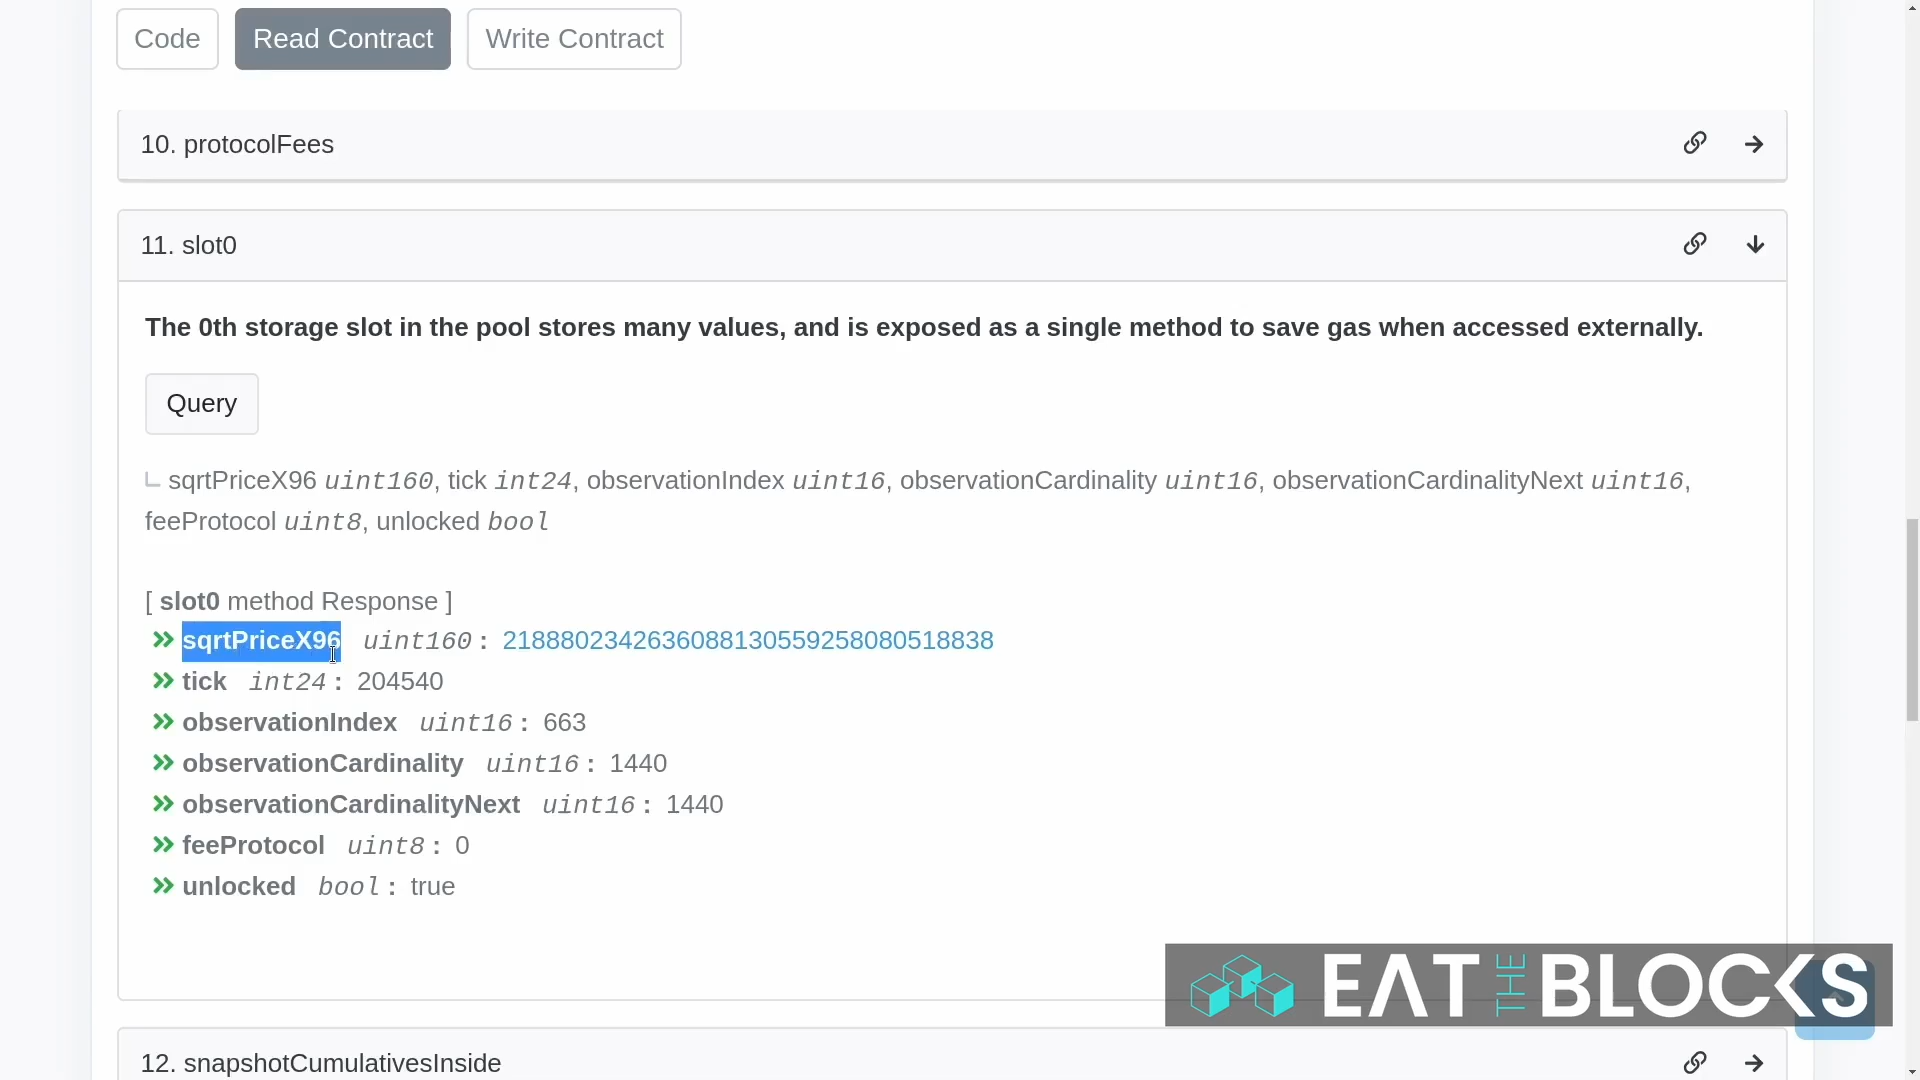 Code Read Contract Write Contract
10. protocolFees
11. slot0
The 0th storage slot in the pool stores many values, and is exposed as a single method to save gas when accessed externally.
Query
sqrtPriceX96 uint160, tick int24, observationIndex uint16, observationCardinality uint16, observationCardinalityNext uint16,
feeProtocol uint8, unlocked bool
[ slot0 method Response ]
sqrtPriceX96 uint160 : 2188802342636088130559258080518838
tick int24 : 204540
observationIndex uint16 : 663
observationCardinality uint16 : 1440
observationCardinalityNext uint16 : 1440
feeProtocol uint8 : 0
unlocked bool : true
EAT THE BLOCKS
12. snapshotCumulativesInside